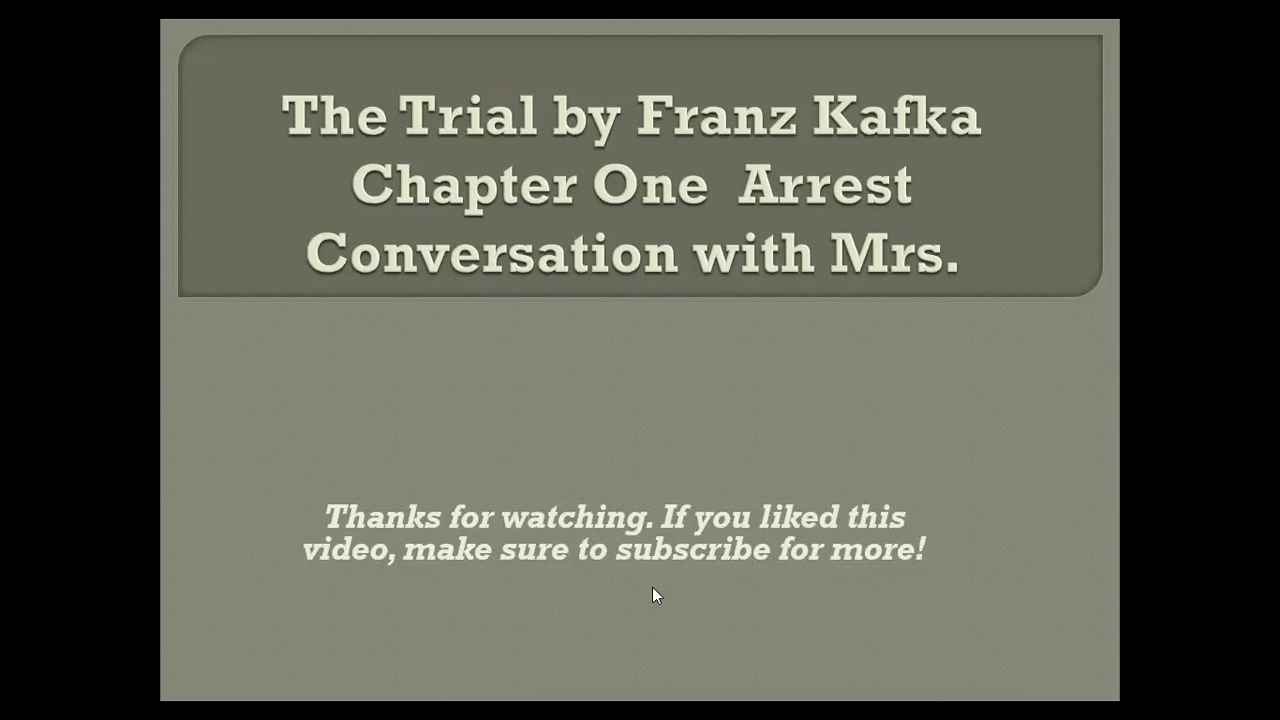 The Trial by Franz Kafka
Chapter One  Arrest
Conversation with Mrs.
Thanks for watching. If you liked this
video, make sure to subscribe for more!